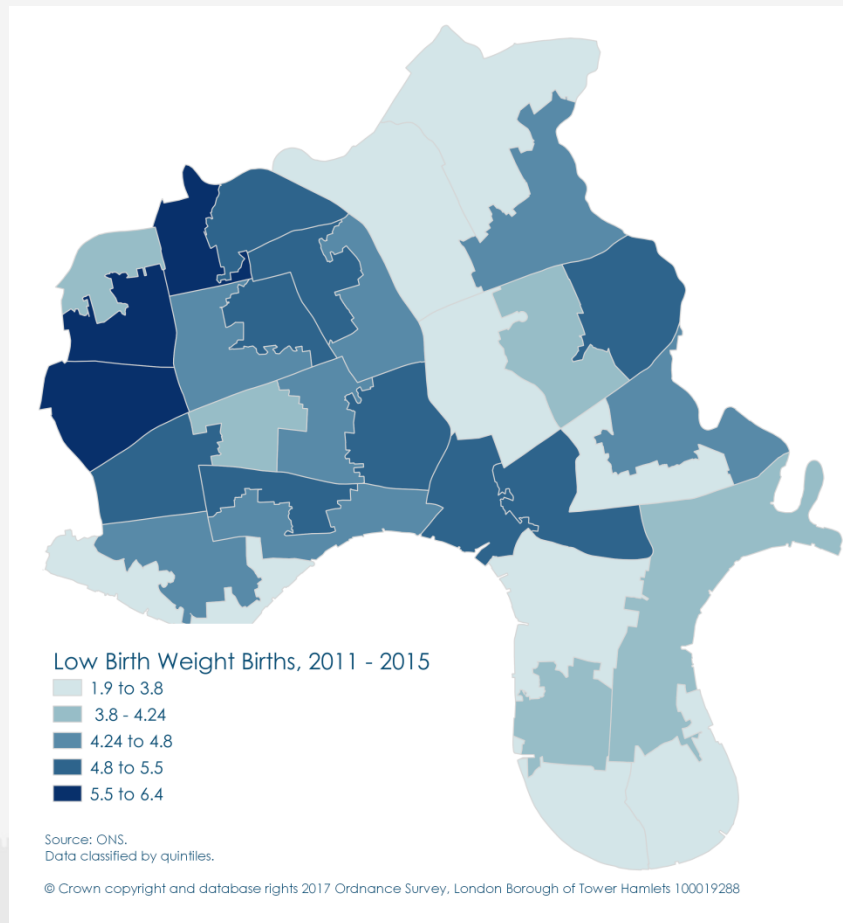 Low Birth Weight Births, 2011 - 2015
1.9 to 3.8
3.8 - 4.24
4.24 to 4.8
4.8 to 5.5
5.5 to 6.4
Source: ONS.
Data classified by quintiles.
© Crown copyright and database rights 2017 Ordnance Survey, London Borough of Tower Hamlets 100019288